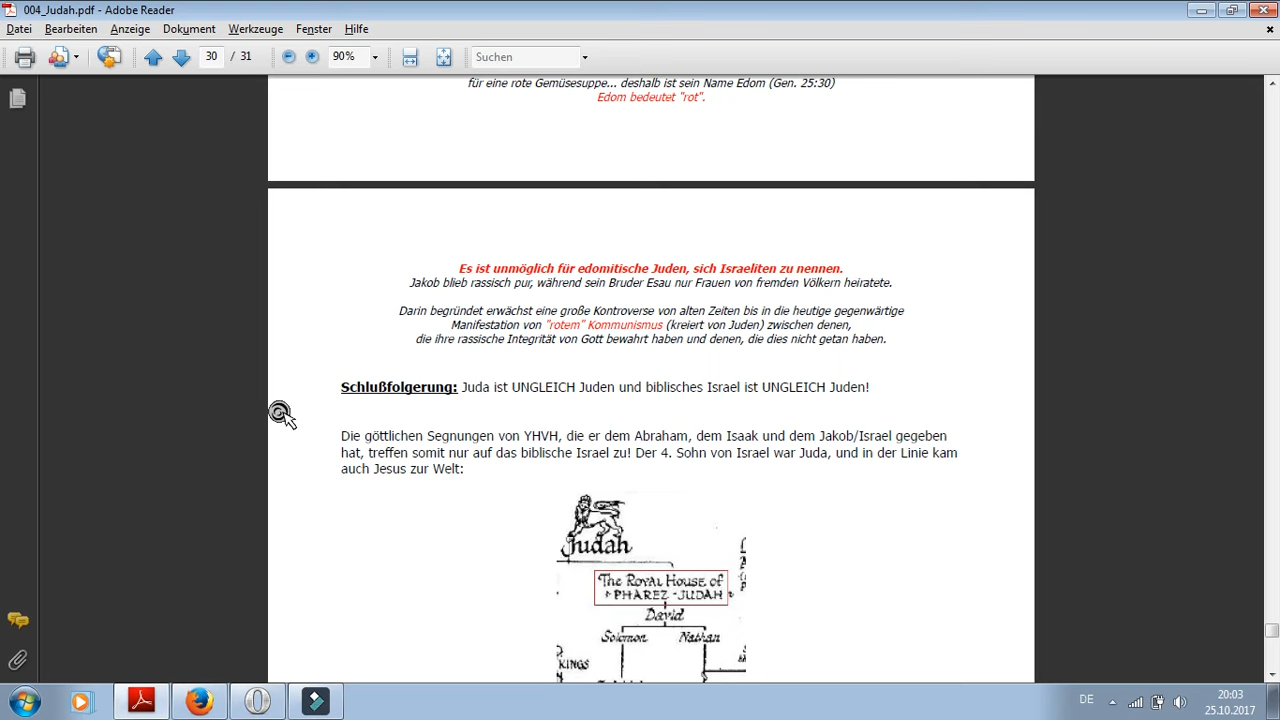 004_Judah.pdf - Adobe Reader
Datei Bearbeiten Anzeige Dokument Werkzeuge Fenster Hilfe
30 / 31 90% Suchen
für eine rote Gemüsesuppe... deshalb ist sein Name Edom (Gen. 25:30)
Edom bedeutet "rot".
Es ist unmöglich für edomitische Juden, sich Israeliten zu nennen.
Jakob blieb rassisch pur, während sein Bruder Esau nur Frauen von fremden Völkern heiratete.
Darin begründet erwächst eine große Kontroverse von alten Zeiten bis in die heutige gegenwärtige
Manifestation von "rotem" Kommunismus (kreiert von Juden) zwischen denen,
die ihre rassische Integrität von Gott bewahrt haben und denen, die dies nicht getan haben.
Schlußfolgerung: Juda ist UNGLEICH Juden und biblisches Israel ist UNGLEICH Juden!
Die göttlichen Segnungen von YHVH, die er dem Abraham, dem Isaak und dem Jakob/Israel gegeben
hat, treffen somit nur auf das biblische Israel zu! Der 4. Sohn von Israel war Juda, und in der Linie kam
auch Jesus zur Welt:
Judah
The Royal House of
PHAREZ - JUDAH
David
Solomon Nathan
KINGS
DE
20:03
25.10.2017